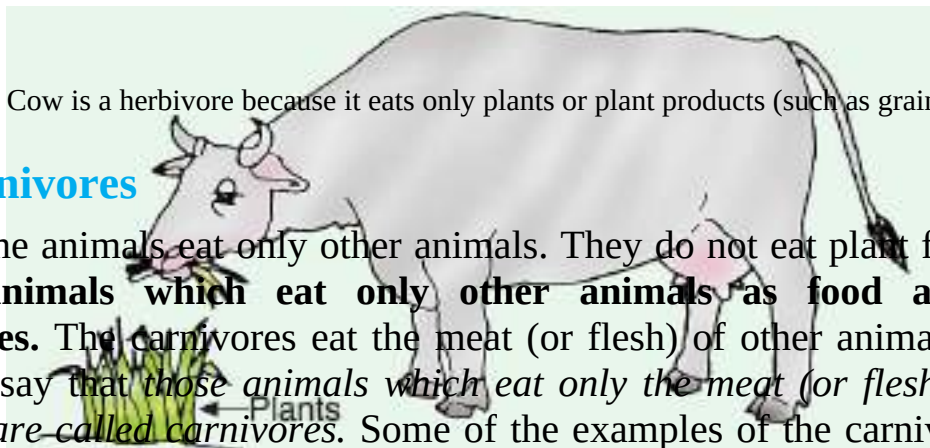 Cow is a herbivore because it eats only plants or plant products (such as grain
nivores
ne animals eat only other animals. They do not eat plant f
nimals which eat only other animals as food a
es. The carnivores eat the meat (or flesh) of other anima
say that those animals which eat only the meat (or flesh
Plants
are called carnivores. Some of the examples of the carniv